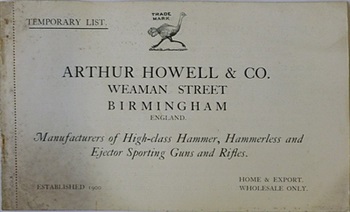 TEMPORARY LIST.
TRADE
MARK
ARTHUR HOWELL & CO.
WEAMAN STREET
BIRMINGHAM
ENGLAND.
Manufacturers of High-class Hammer, Hammerless and
Ejector Sporting Guns and Rifles.
HOME & EXPORT.
ESTABLISHED
WHOLESALE ONLY.